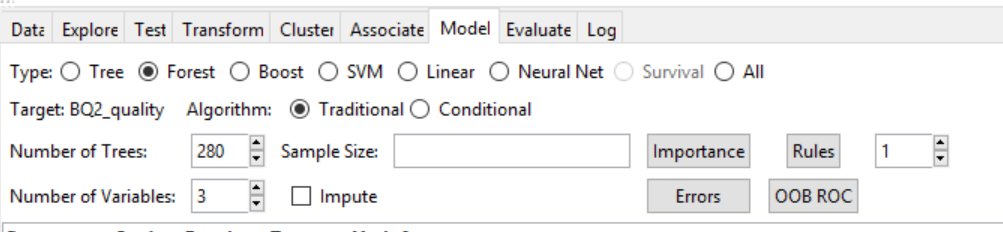 Data Explore Test Transform Cluster Associate Model Evaluate Log
Type: Tree Forest Boost SVM Linear Neural Net Survival All
Target: BQ2_quality Algorithm: Traditional Conditional
Number of Trees: 280 Sample Size: Importance Rules 1
Number of Variables: 3 Impute Errors OOB ROC